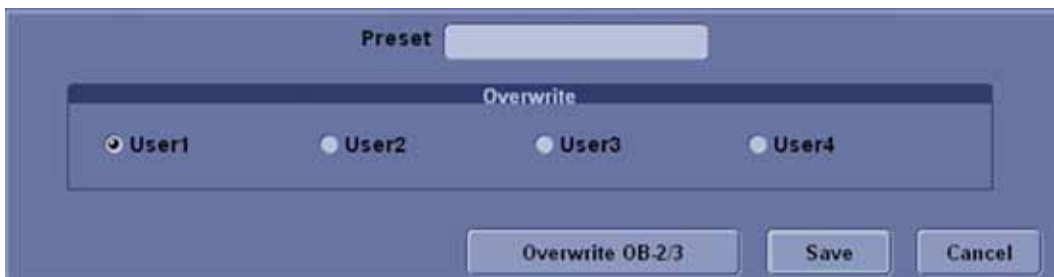 Preset
Overwrite
User1 User2 User3 User4
Overwrite OB-2/3 Save Cancel